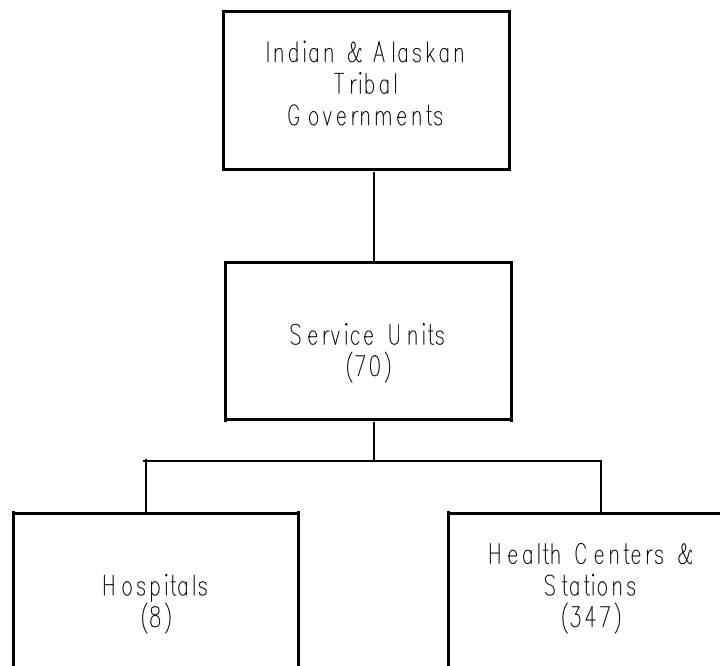 Indian & Alaskan
Tribal
Governments
Service Units
(70)
Hospitals
(8)
Health Centers &
Stations
(347)